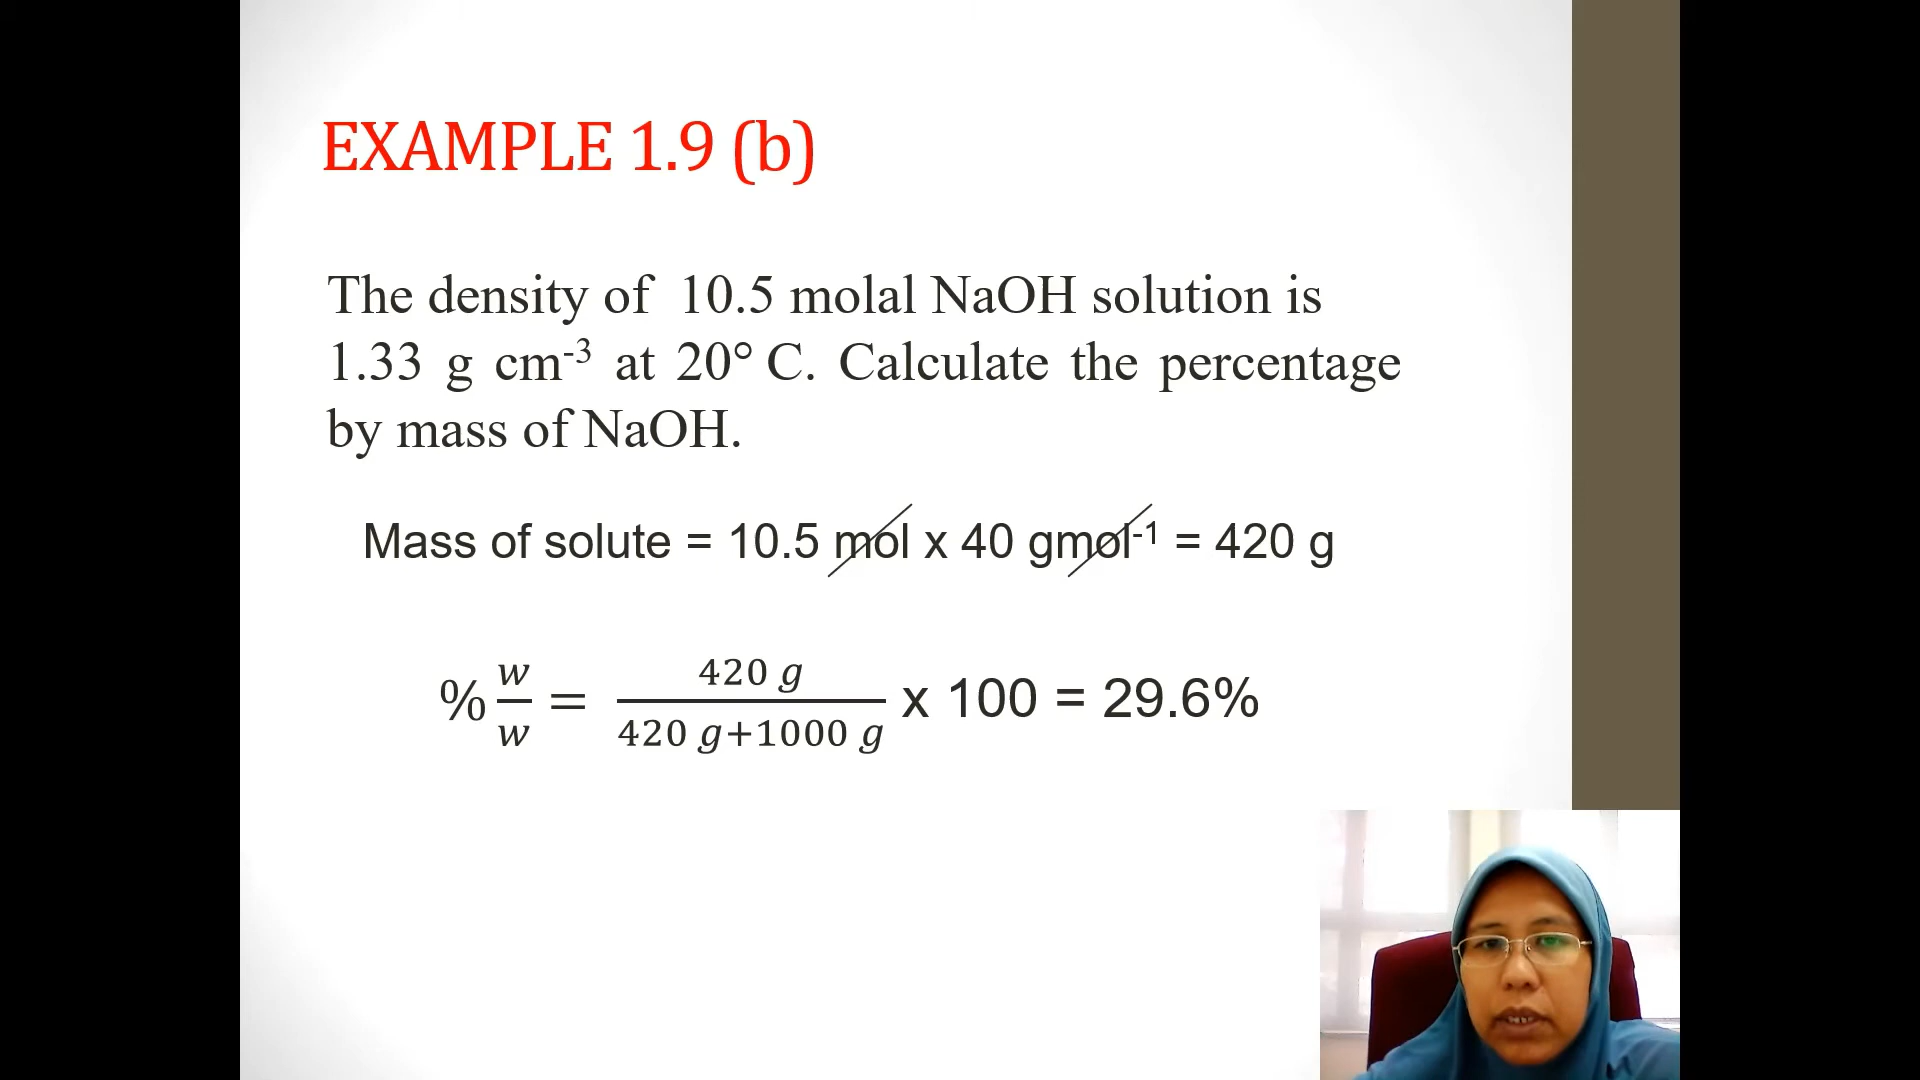 EXAMPLE 1.9 (b)
The density of 10.5 molal NaOH solution is
1.33 g cm⁻³ at 20° C. Calculate the percentage
by mass of NaOH.
Mass of solute = 10.5 mol x 40 gmol⁻¹ = 420 g
% w/w = 420 g / 420 g+1000 g x 100 = 29.6%